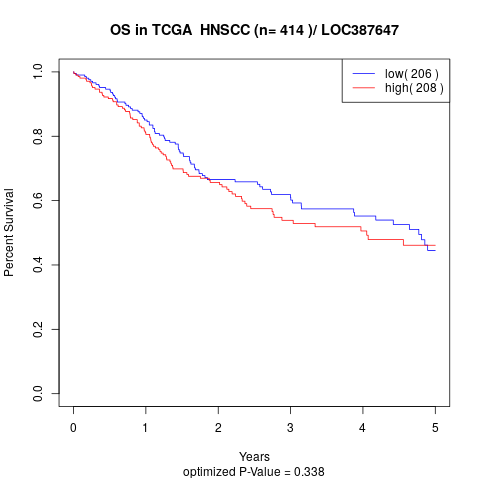 OS in TCGA  HNSCC (n= 414 )/ LOC387647
low( 206 )
high( 208 )
Percent Survival
1.0
0.8
0.6
0.4
0.2
0.0
0 1 2 3 4 5
Years
optimized P-Value = 0.338